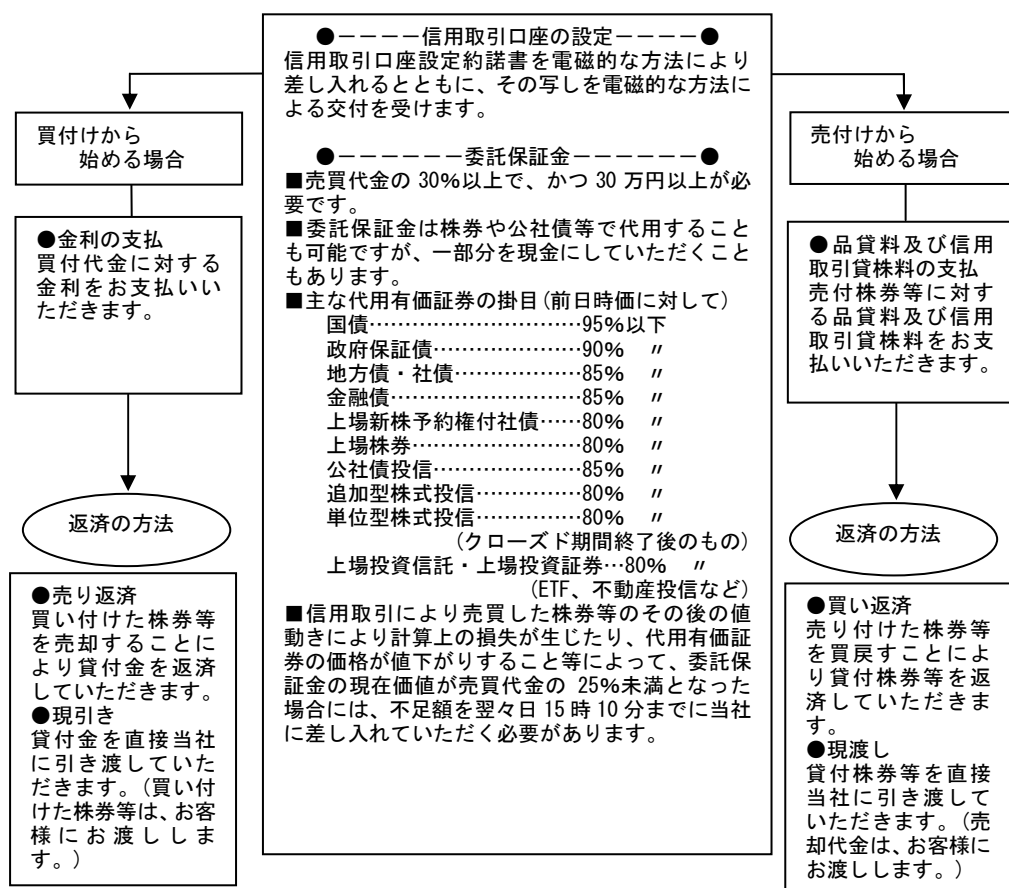 ●－－－－信用取引口座の設定－－－－●
信用取引口座設定約諾書を電磁的な方法により
差し入れるとともに、その写しを電磁的な方法に
よる交付を受けます。
●－－－－－－委託保証金－－－－－－●
■売買代金の 30%以上で、かつ 30 万円以上が必
要です。
■委託保証金は株券や公社債等で代用すること
も可能ですが、一部分を現金にしていただくこと
もあります。
■主な代用有価証券の掛目(前日時価に対して)
国債……………………95%以下
政府保証債…………………90% 〃
地方債・社債………………85% 〃
金融債………………………85% 〃
上場新株予約権付社債……80% 〃
上場株券……………………80% 〃
公社債投信…………………85% 〃
追加型株式投信……………80% 〃
単位型株式投信……………80% 〃
(クローズド期間終了後のもの)
上場投資信託・上場投資証券…80% 〃
(ETF、不動産投信など)
■信用取引により売買した株券等のその後の値
動きにより計算上の損失が生じたり、代用有価証
券の価格が値下がりすること等によって、委託保
証金の現在価値が売買代金の 25%未満となった
場合には、不足額を翌々日 15 時 10 分までに当社
に差し入れていただく必要があります。
買付けから
始める場合
●金利の支払
買付代金に対する
金利をお支払いい
ただきます。
返済の方法
●売り返済
買い付けた株券等
を売却することに
より貸付金を返済
していただきます。
●現引き
貸付金を直接当社
に引き渡していた
だきます。(買い付
けた株券等は、お客
様にお渡ししま
す。)
売付けから
始める場合
●品貸料及び信用
取引貸株料の支払
売付株券等に対す
る品貸料及び信用
取引貸株料をお支
払いいただきます。
返済の方法
●買い返済
売り付けた株券等
を買戻すことによ
り貸付株券等を返
済していただきま
す。
●現渡し
貸付株券等を直接
当社に引き渡して
いただきます。(売
却代金は、お客様に
お渡しします。)